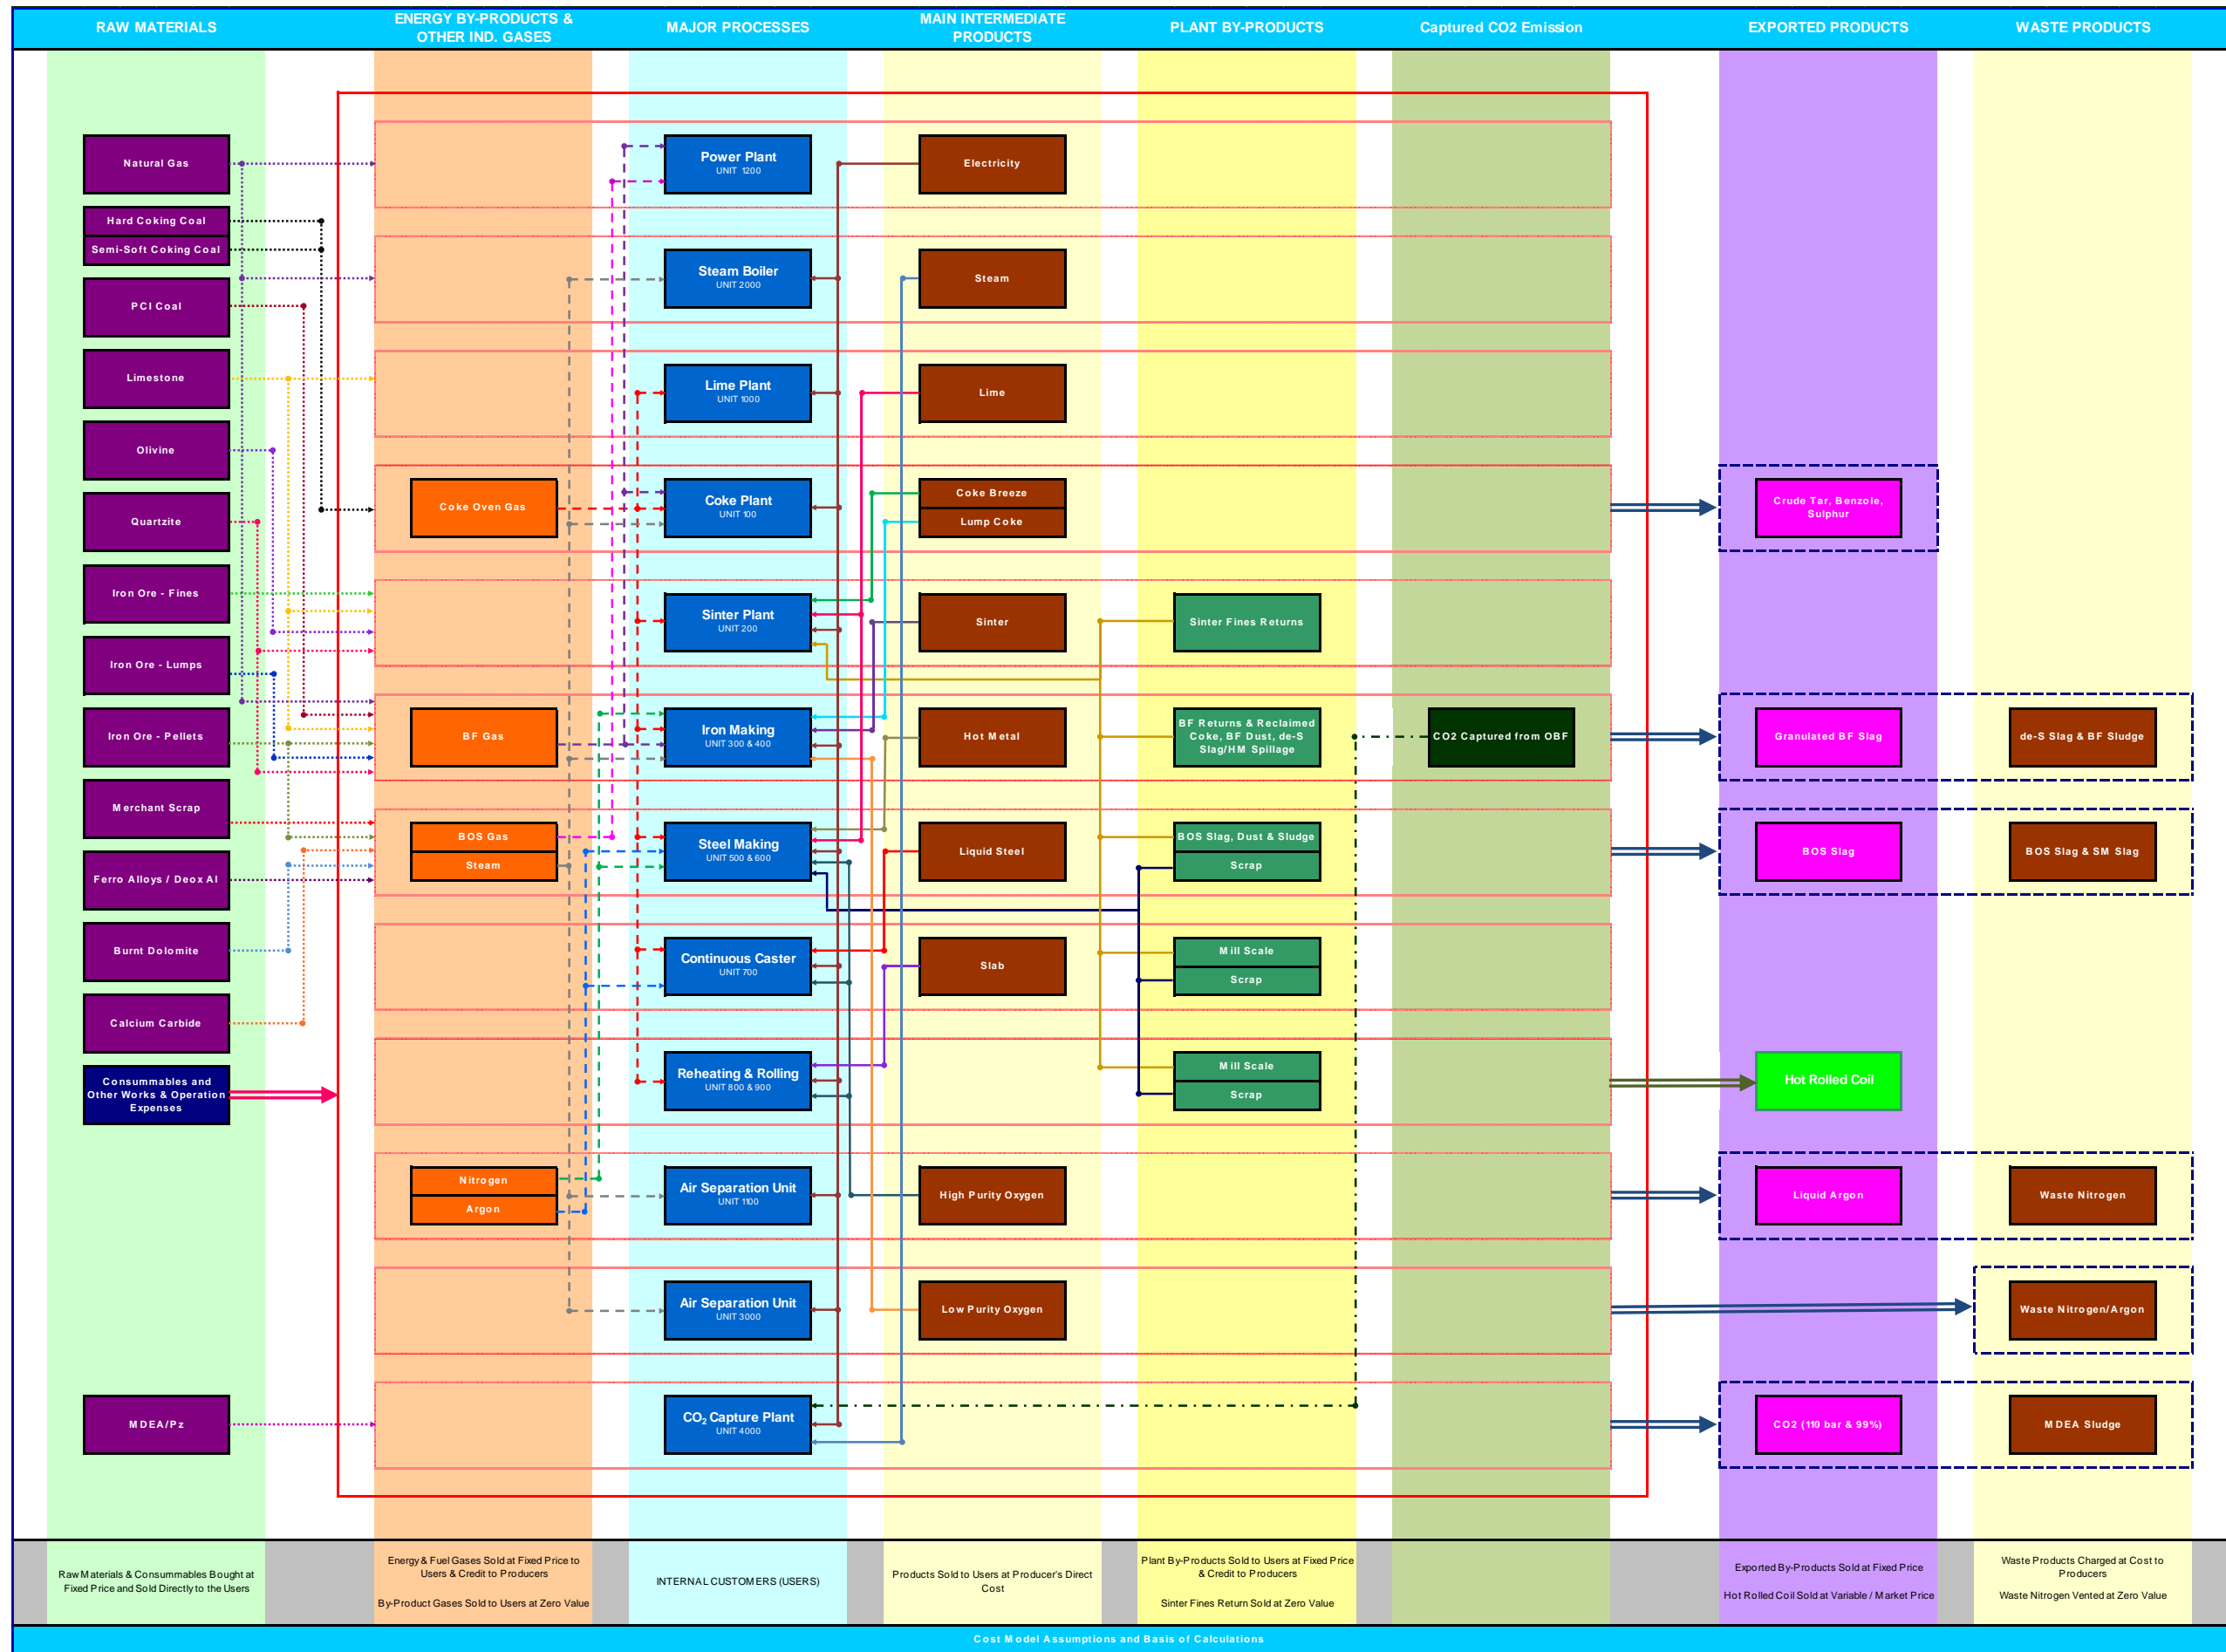 RAW MATERIALS
ENERGY BY-PRODUCTS &
OTHER IND. GASES
MAJOR PROCESSES
MAIN INTERMEDIATE
PRODUCTS
PLANT BY-PRODUCTS
Captured CO2 Emission
EXPORTED PRODUCTS
WASTE PRODUCTS
Natural Gas
Power Plant
UNIT 1200
Electricity
Hard Coking Coal
Semi-Soft Coking Coal
Steam Boiler
UNIT 2000
Steam
PCI Coal
Limestone
Lime Plant
UNIT 1000
Lime
Olivine
Quartzite
Coke Oven Gas
Coke Plant
UNIT 100
Coke Breeze
Lump Coke
Crude Tar, Benzole,
Sulphur
Iron Ore - Fines
Sinter Plant
UNIT 200
Sinter
Sinter Fines Returns
Iron Ore - Lumps
Iron Ore - Pellets
BF Gas
Iron Making
UNIT 300 & 400
Hot Metal
BF Returns & Reclaimed
Coke, BF Dust, de-S
Slag/HM Spillage
CO2 Captured from OBF
Granulated BF Slag
de-S Slag & BF Sludge
Merchant Scrap
BOS Gas
Steam
Steel Making
UNIT 500 & 600
Liquid Steel
BOS Slag, Dust & Sludge
Scrap
BOS Slag
BOS Slag & SM Slag
Ferro Alloys / Deox Al
Burnt Dolomite
Continuous Caster
UNIT 700
Slab
Mill Scale
Scrap
Calcium Carbide
Consummables and
Other Works & Operation
Expenses
Reheating & Rolling
UNIT 800 & 900
Mill Scale
Scrap
Hot Rolled Coil
Nitrogen
Argon
Air Separation Unit
UNIT 1100
High Purity Oxygen
Liquid Argon
Waste Nitrogen
Air Separation Unit
UNIT 3000
Low Purity Oxygen
Waste Nitrogen/Argon
MDEA/Pz
CO₂ Capture Plant
UNIT 4000
CO2 (110 bar & 99%)
MDEA Sludge
Raw Materials & Consummables Bought at
Fixed Price and Sold Directly to the Users
Energy & Fuel Gases Sold at Fixed Price to
Users & Credit to Producers
By-Product Gases Sold to Users at Zero Value
INTERNAL CUSTOMERS (USERS)
Products Sold to Users at Producer's Direct
Cost
Plant By-Products Sold to Users at Fixed Price
& Credit to Producers
Sinter Fines Return Sold at Zero Value
Exported By-Products Sold at Fixed Price
Hot Rolled Coil Sold at Variable / Market Price
Waste Products Charged at Cost to
Producers
Waste Nitrogen Vented at Zero Value
Cost Model Assumptions and Basis of Calculations